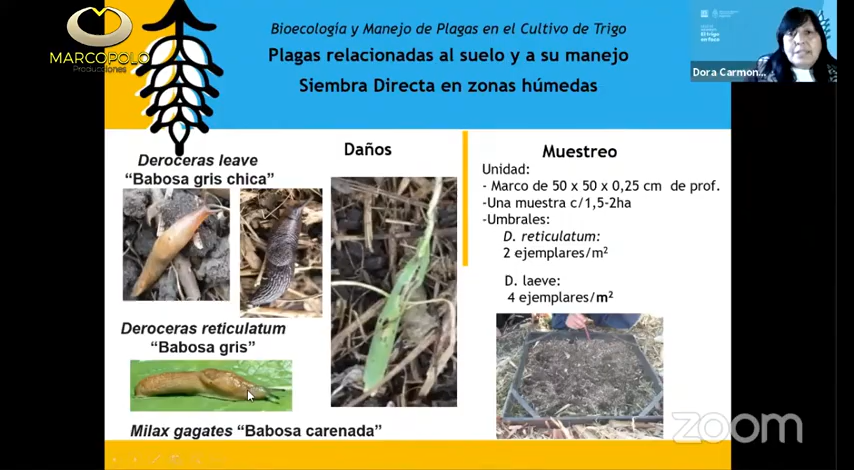 MARCOPOLO
Producciones
Bioecología y Manejo de Plagas en el Cultivo de Trigo
Plagas relacionadas al suelo y a su manejo
Siembra Directa en zonas húmedas
Dora Carmon...
Deroceras leave
“Babosa gris chica”
Deroceras reticulatum
“Babosa gris”
Milax gagates “Babosa carenada”
Daños
Muestreo
Unidad:
- Marco de 50 x 50 x 0,25 cm de prof.
-Una muestra c/1,5-2ha
-Umbrales:
D. reticulatum:
2 ejemplares/m²
D. laeve:
4 ejemplares/m²
zoom